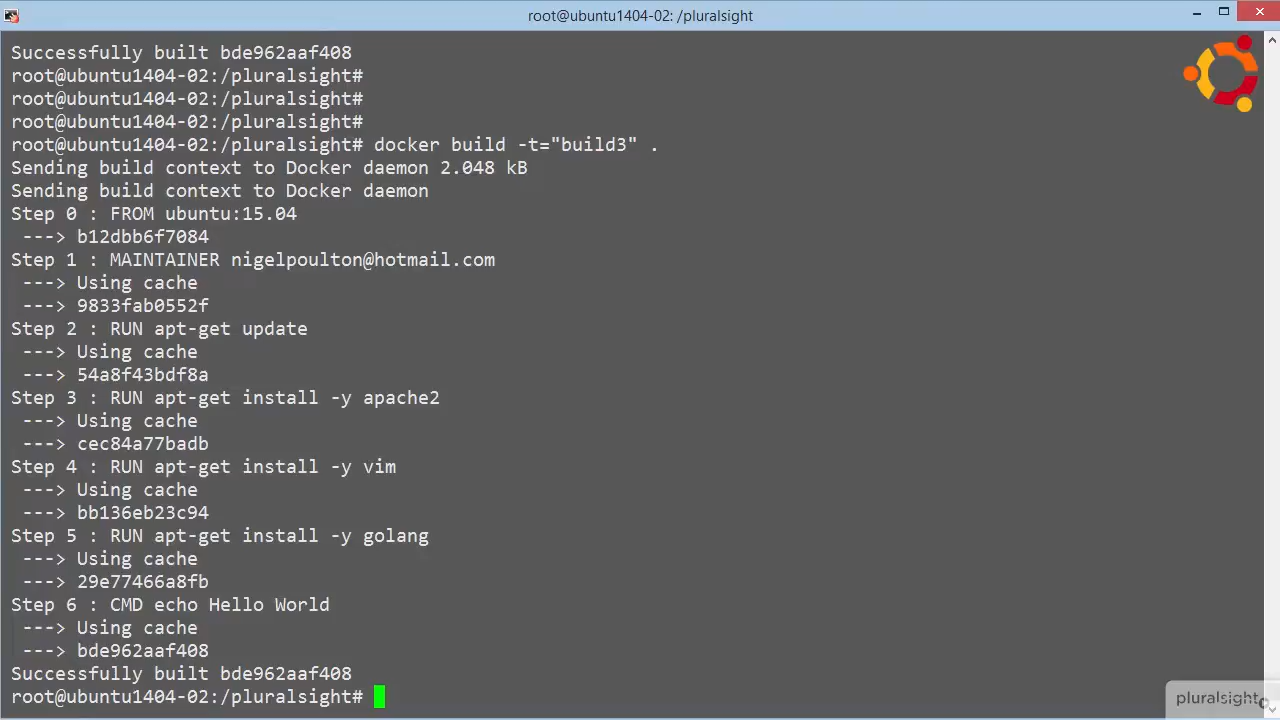 root@ubuntu1404-02: /pluralsight
Successfully built bde962aaf408
root@ubuntu1404-02:/pluralsight#
root@ubuntu1404-02:/pluralsight#
root@ubuntu1404-02:/pluralsight#
root@ubuntu1404-02:/pluralsight# docker build -t="build3" .
Sending build context to Docker daemon 2.048 kB
Sending build context to Docker daemon
Step 0 : FROM ubuntu:15.04
 ---> b12dbb6f7084
Step 1 : MAINTAINER nigelpoulton@hotmail.com
 ---> Using cache
 ---> 9833fab0552f
Step 2 : RUN apt-get update
 ---> Using cache
 ---> 54a8f43bdf8a
Step 3 : RUN apt-get install -y apache2
 ---> Using cache
 ---> cec84a77badb
Step 4 : RUN apt-get install -y vim
 ---> Using cache
 ---> bb136eb23c94
Step 5 : RUN apt-get install -y golang
 ---> Using cache
 ---> 29e77466a8fb
Step 6 : CMD echo Hello World
 ---> Using cache
 ---> bde962aaf408
Successfully built bde962aaf408
root@ubuntu1404-02:/pluralsight#
pluralsight